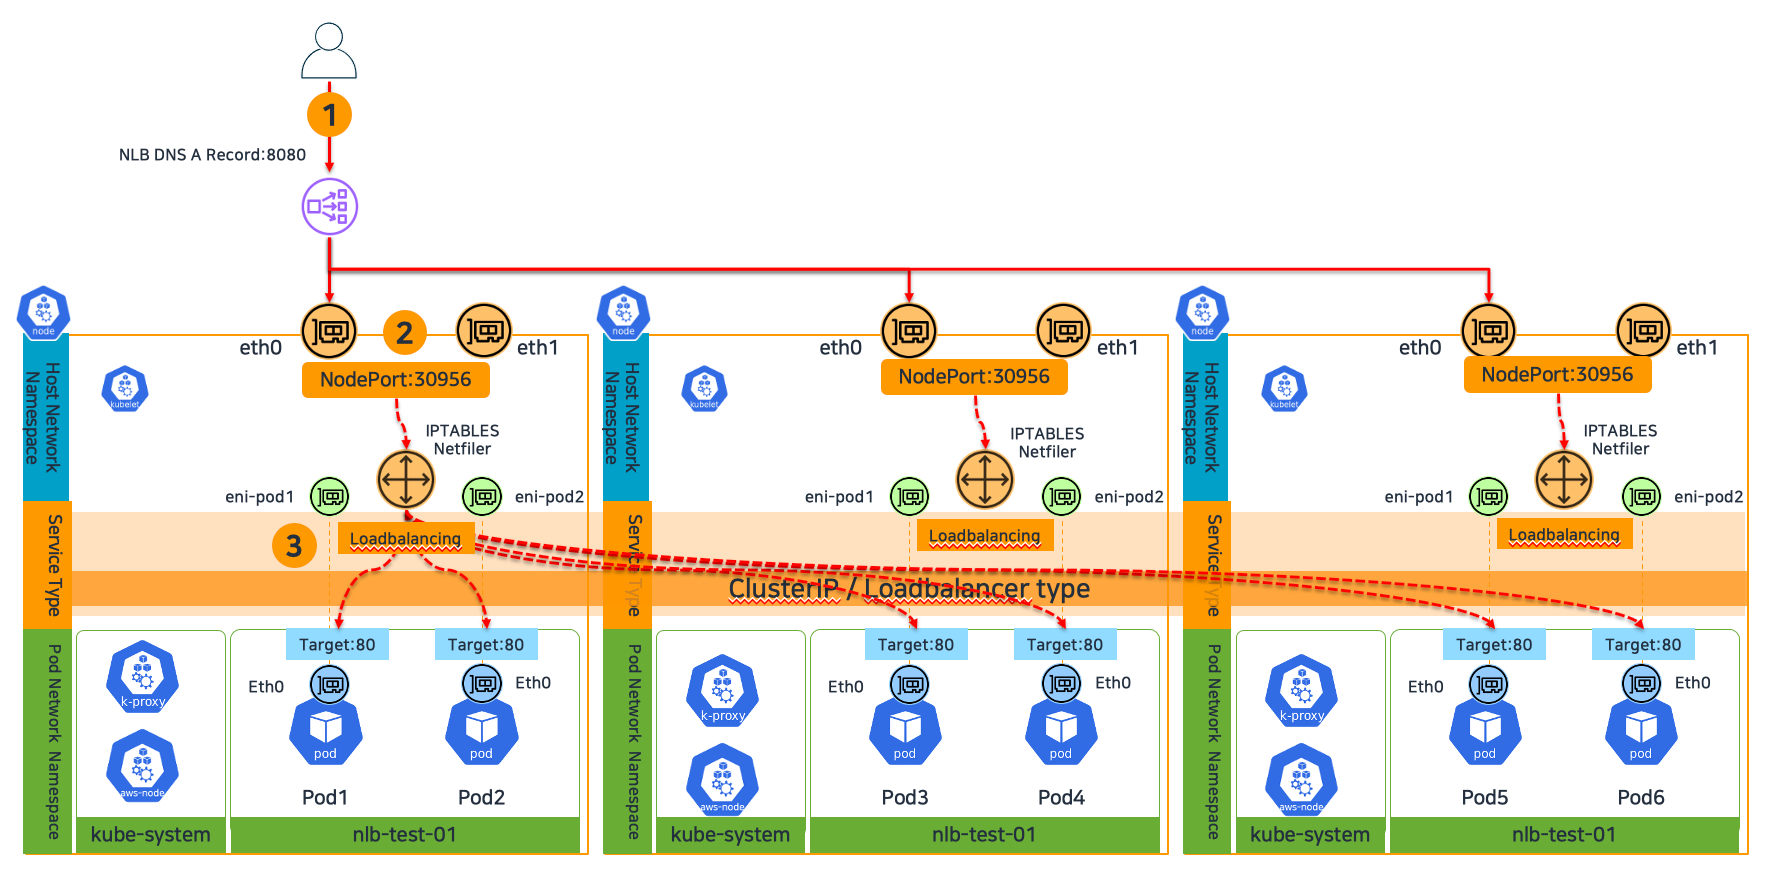 1
NLB DNS A Record:8080
node
node
node
eth0
2
eth1
eth0
eth1
eth0
eth1
NodePort:30956
NodePort:30956
NodePort:30956
Host Network
Namespace
kubelet
Host Network
Namespace
kubelet
Host Network
Namespace
kubelet
IPTABLES
Netfiler
IPTABLES
Netfiler
IPTABLES
Netfiler
eni-pod1
eni-pod2
eni-pod1
eni-pod2
eni-pod1
eni-pod2
Service Type
Service Type
Service Type
3
Loadbalancing
Loadbalancing
Loadbalancing
ClusterIP / Loadbalancer type
Target:80
Target:80
Target:80
Target:80
Target:80
Target:80
Pod Network Namespace
Pod Network Namespace
Pod Network Namespace
k-proxy
Eth0
Eth0
k-proxy
Eth0
Eth0
k-proxy
Eth0
Eth0
pod
pod
pod
pod
pod
pod
aws-node
Pod1
Pod2
aws-node
Pod3
Pod4
aws-node
Pod5
Pod6
kube-system
nlb-test-01
kube-system
nlb-test-01
kube-system
nlb-test-01